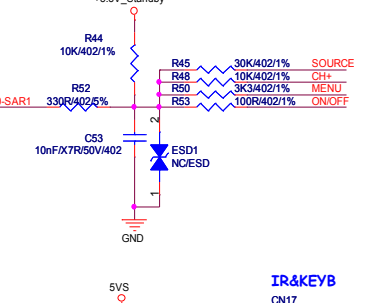 R44
10K/402/1%
R45 30K/402/1% SOURCE
R48 10K/402/1% CH+
R52 R50 3K3/402/1% MENU
-SAR1 330R/402/5% R53 100R/402/1% ON/OFF
2
C53
10nF/X7R/50V/402
ESD1
NC/ESD
1
GND
5VS
IR&KEYB
CN17